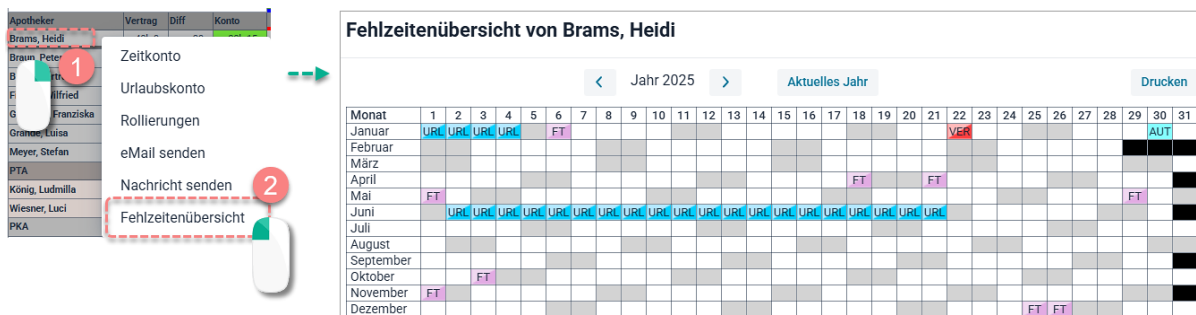 Apotheker Vertrag Diff Konto
Brams, Heidi
Braun, Peter
Franziska
Grande, Luisa
Meyer, Stefan
PTA
König, Ludmilla
Wiesner, Luci
PKA
1
Zeitkonto
Urlaubskonto
Rollierungen
eMail senden
Nachricht senden
2
Fehlzeitenübersicht
Fehlzeitenübersicht von Brams, Heidi
Jahr 2025 Aktuelles Jahr Drucken
Monat 1 2 3 4 5 6 7 8 9 10 11 12 13 14 15 16 17 18 19 20 21 22 23 24 25 26 27 28 29 30 31
Januar URL URL URL URL FT VER AUT
Februar
März
April FT FT
Mai FT FT
Juni URL URL URL URL URL URL URL URL URL URL URL URL URL URL URL URL URL URL URL URL
Juli
August
September
Oktober FT
November FT
Dezember FT FT